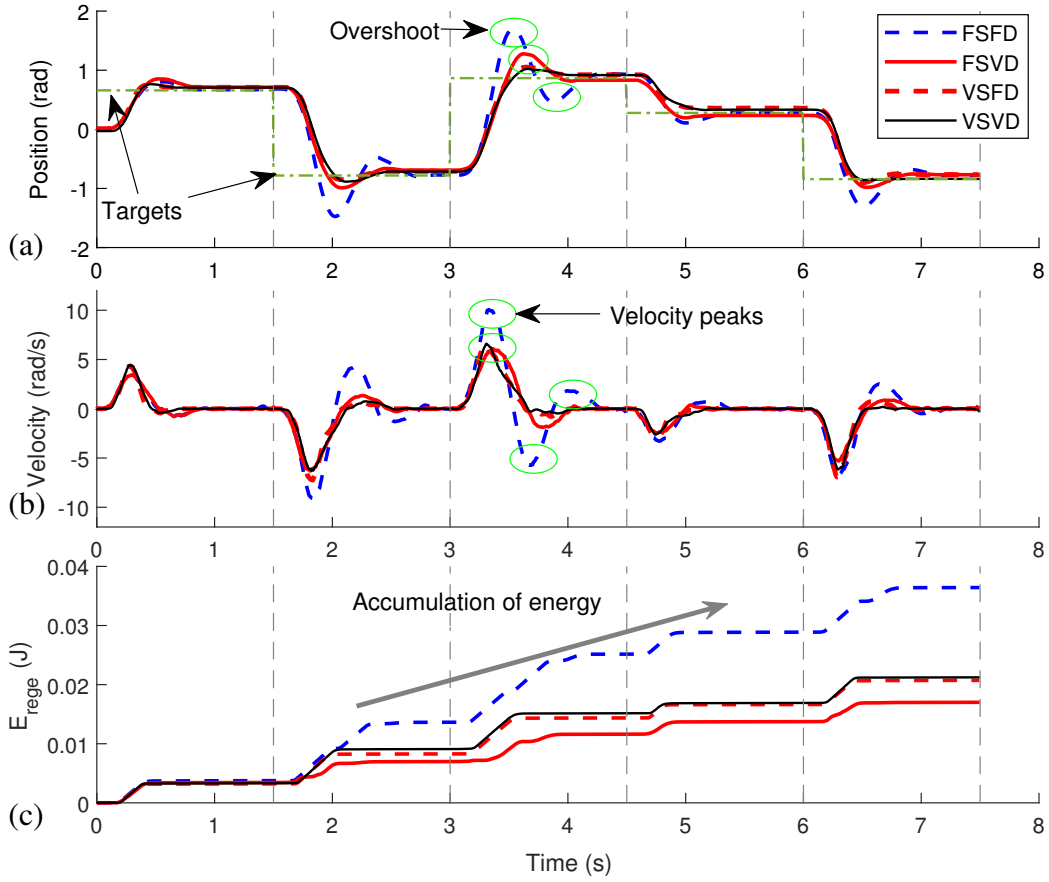 2
1
0
-1
-2
Position (rad)
Overshoot
Targets
FSFD
FSVD
VSFD
VSVD
(a)
0 1 2 3 4 5 6 7 8
10
5
0
-5
-10
Velocity (rad/s)
Velocity peaks
(b)
0 1 2 3 4 5 6 7 8
0.04
0.03
0.02
0.01
0
E_rege (J)
Accumulation of energy
(c)
0 1 2 3 4 5 6 7 8
Time (s)